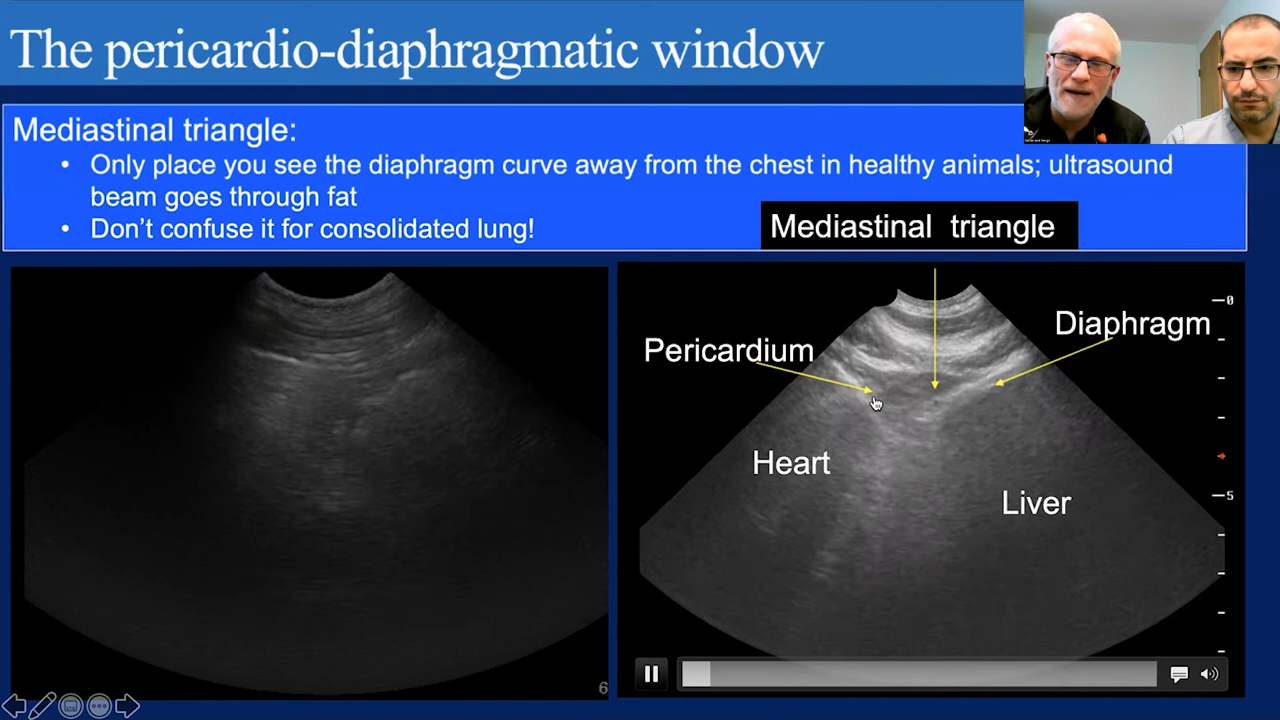 The pericardio-diaphragmatic window
Mediastinal triangle:
• Only place you see the diaphragm curve away from the chest in healthy animals; ultrasound
beam goes through fat
• Don't confuse it for consolidated lung!
Mediastinal triangle
Pericardium
Diaphragm
Heart
Liver
0
5
6